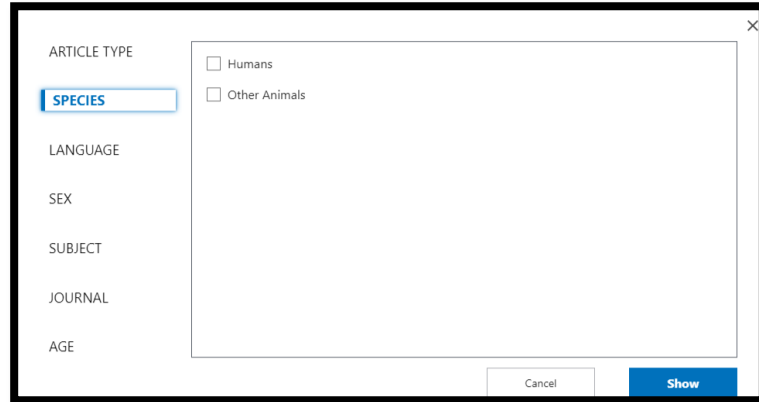 ARTICLE TYPE
SPECIES
LANGUAGE
SEX
SUBJECT
JOURNAL
AGE
Humans
Other Animals
Cancel
Show